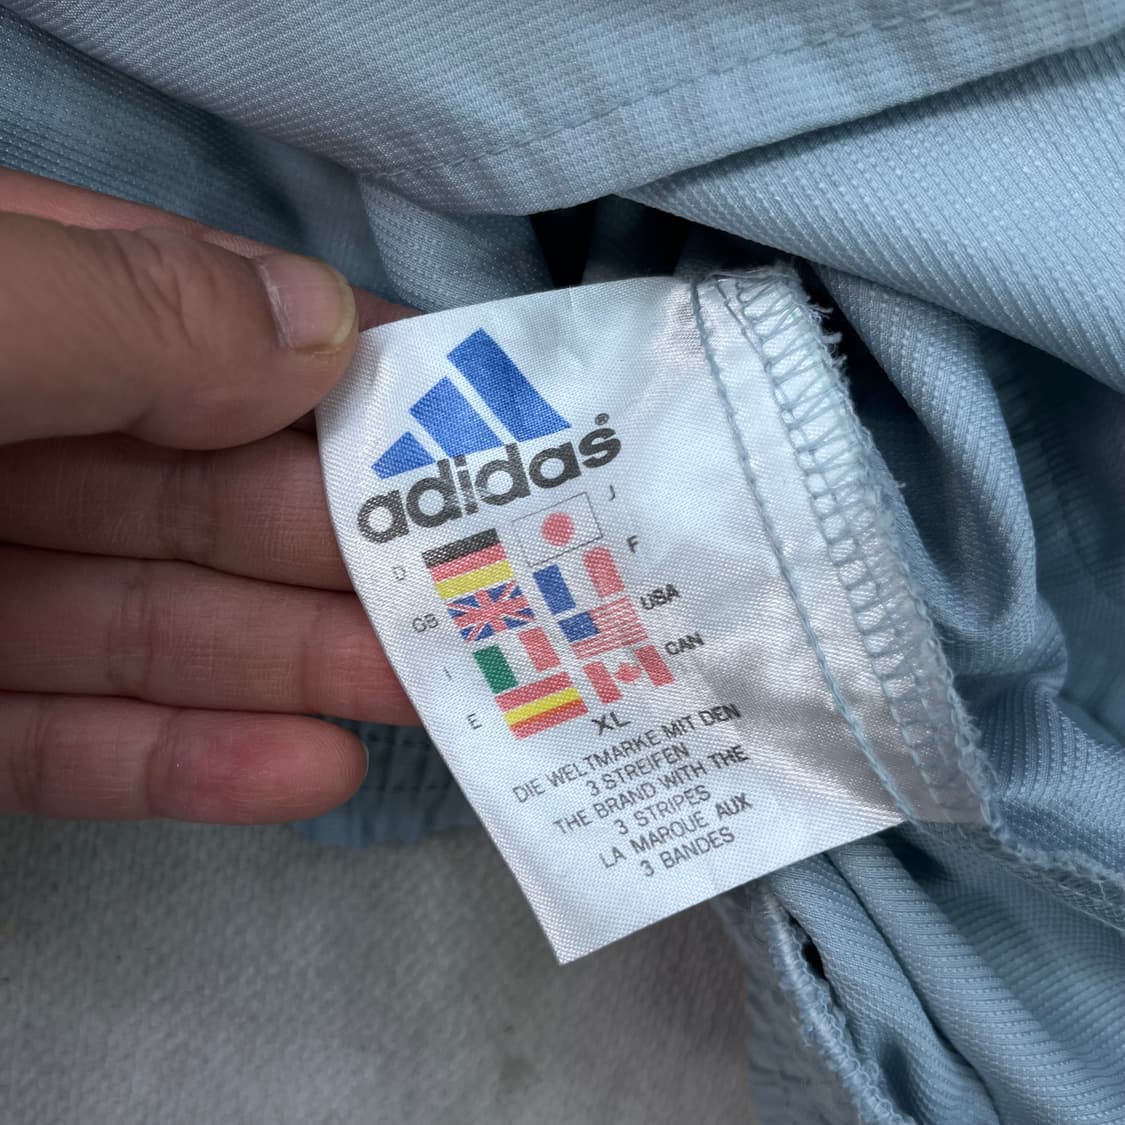 adidas®
D J
F
GB USA
I CAN
E
XL
DIE WELTMARKE MIT DEN
3 STREIFEN
THE BRAND WITH THE
3 STRIPES
LA MARQUE AUX
3 BANDES